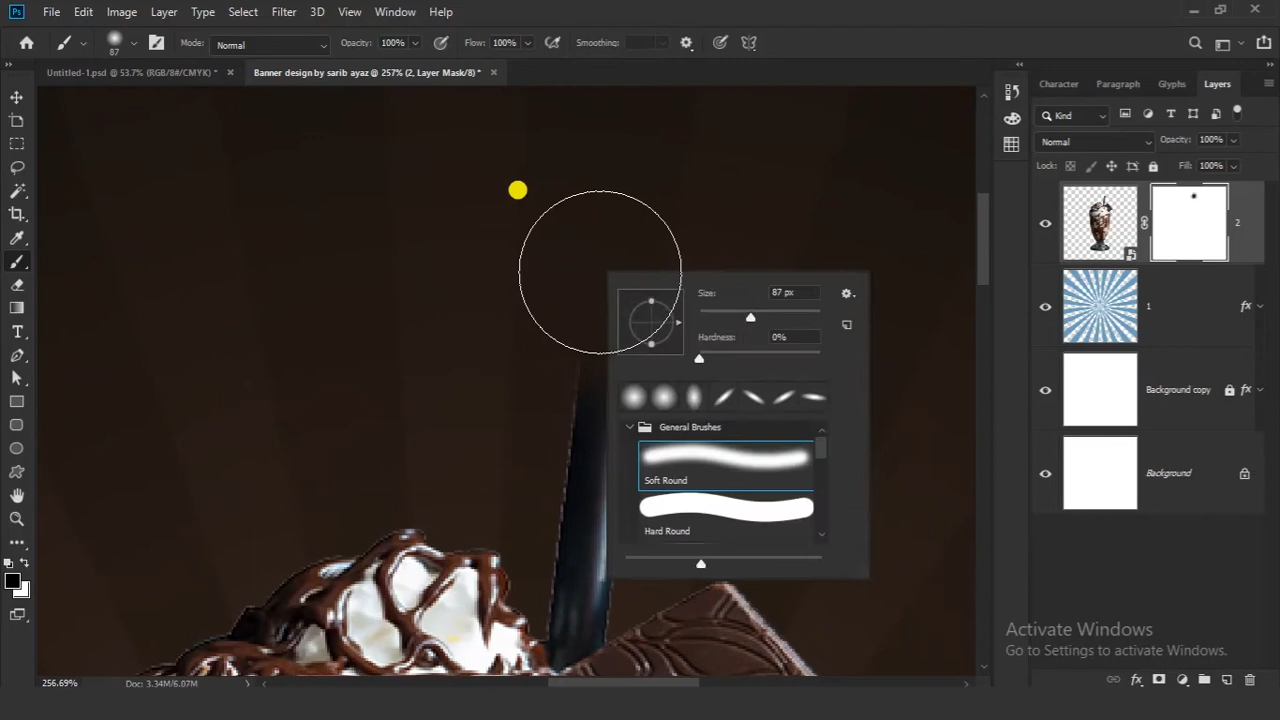 Ps File Edit Image Layer Type Select Filter 3D View Window Help
87 Mode: Normal Opacity: 100% Flow: 100% Smoothing:
Untitled-1.psd @ 53.7% (RGB/8#/CMYK) * Banner design by sarib ayaz @ 257% (2, Layer Mask/8) *
Character Paragraph Glyphs Layers
Kind
Normal Opacity: 100%
Lock: Fill: 100%
2
1 fx
Background copy fx
Background
Size: 87 px
Hardness: 0%
General Brushes
Soft Round
Hard Round
Activate Windows
Go to Settings to activate Windows.
256.69% Doc: 3.34M/6.07M
fx